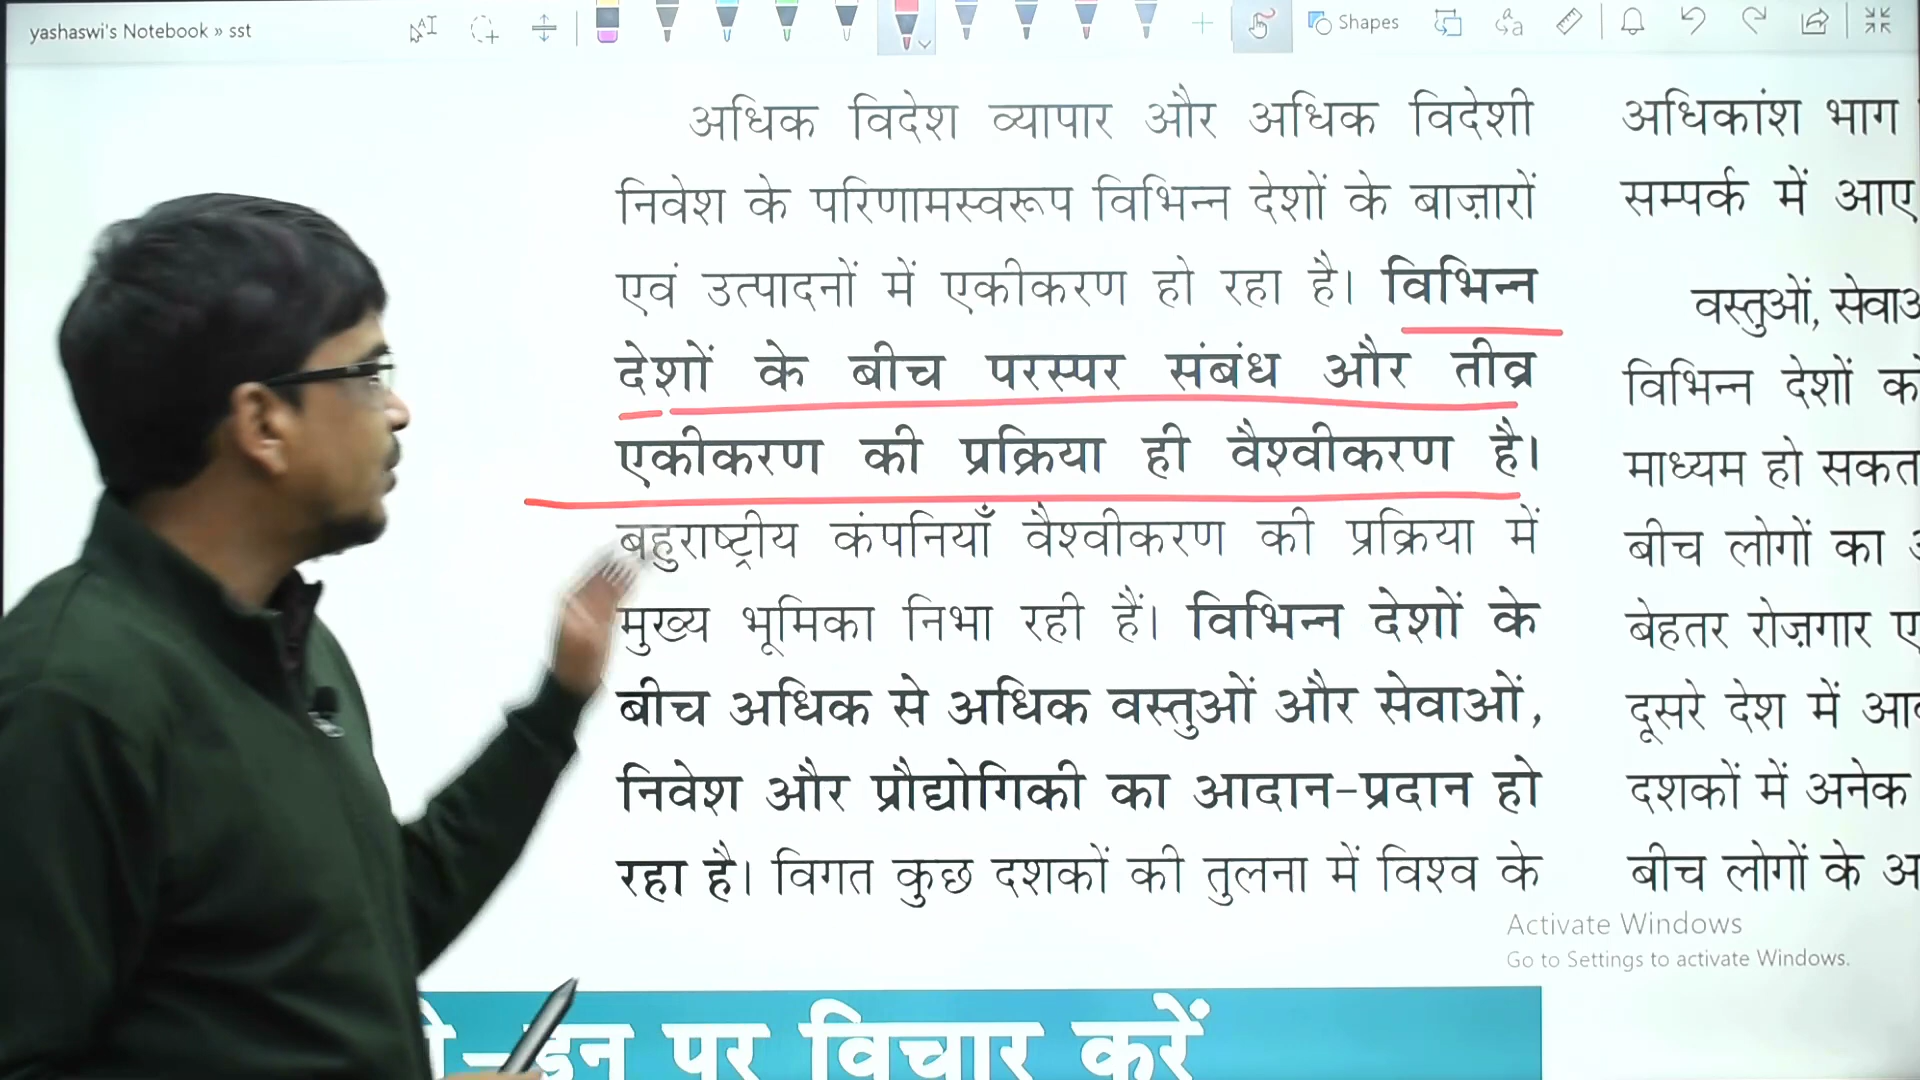 yashaswi's Notebook » sst
Shapes
अधिक विदेश व्यापार और अधिक विदेशी
निवेश के परिणामस्वरूप विभिन्न देशों के बाज़ारों
एवं उत्पादनों में एकीकरण हो रहा है। विभिन्न
देशों के बीच परस्पर संबंध और तीव्र
एकीकरण की प्रक्रिया ही वैश्वीकरण है।
बहुराष्ट्रीय कंपनियाँ वैश्वीकरण की प्रक्रिया में
मुख्य भूमिका निभा रही हैं। विभिन्न देशों के
बीच अधिक से अधिक वस्तुओं और सेवाओं,
निवेश और प्रौद्योगिकी का आदान-प्रदान हो
रहा है। विगत कुछ दशकों की तुलना में विश्व के
अधिकांश भाग
सम्पर्क में आए
वस्तुओं,
विभिन्न देशों
माध्यम हो
बीच लोगों का
बेहतर रोज़गार
दूसरे देश में
दशकों में अनेक
बीच लोगों के
Activate Windows
Go to Settings to activate Windows.
पर विचार करें